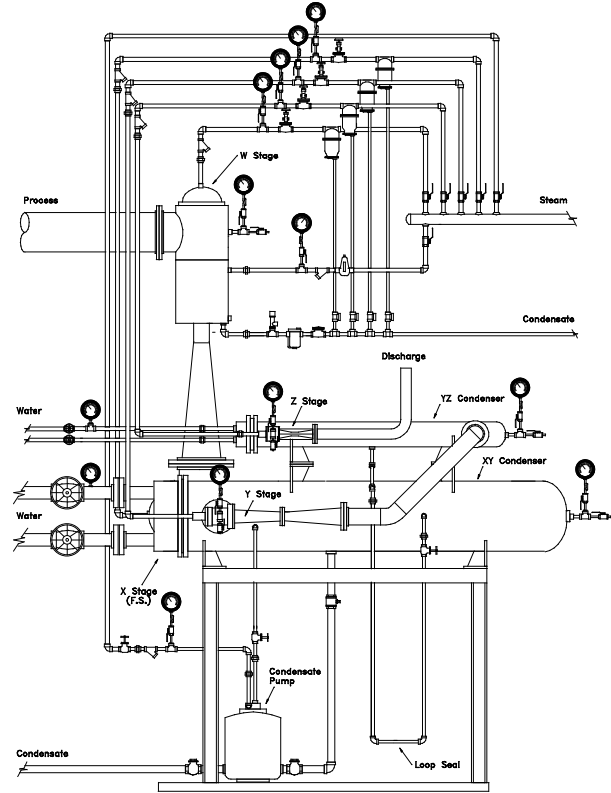 W Stage
Process
Steam
Condensate
Discharge
Water
Z Stage
YZ Condenser
XY Condenser
Y Stage
Water
X Stage
(F.S.)
Condensate
Pump
Condensate
Loop Seal